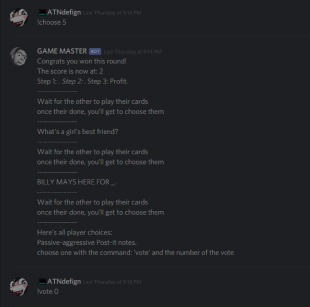 ATNdefign Last Thursday at 9:14 PM
!choose 5
GAME MASTER BOT Last Thursday at 9:14 PM
Congrats you won this round!
The score is now at: 2
Step 1: . Step 2: . Step 3: Profit.
--------------------
Wait for the other to play their cards
once their done, you'll get to choose them
--------------------
What's a girl's best friend?
--------------------
Wait for the other to play their cards
once their done, you'll get to choose them
--------------------
BILLY MAYS HERE FOR _.
--------------------
Wait for the other to play their cards
once their done, you'll get to choose them
--------------------
Here's all player choices:
Passive-aggressive Post-it notes.
choose one with the command: 'vote' and the number of the vote
ATNdefign Last Thursday at 9:14 PM
!vote 0